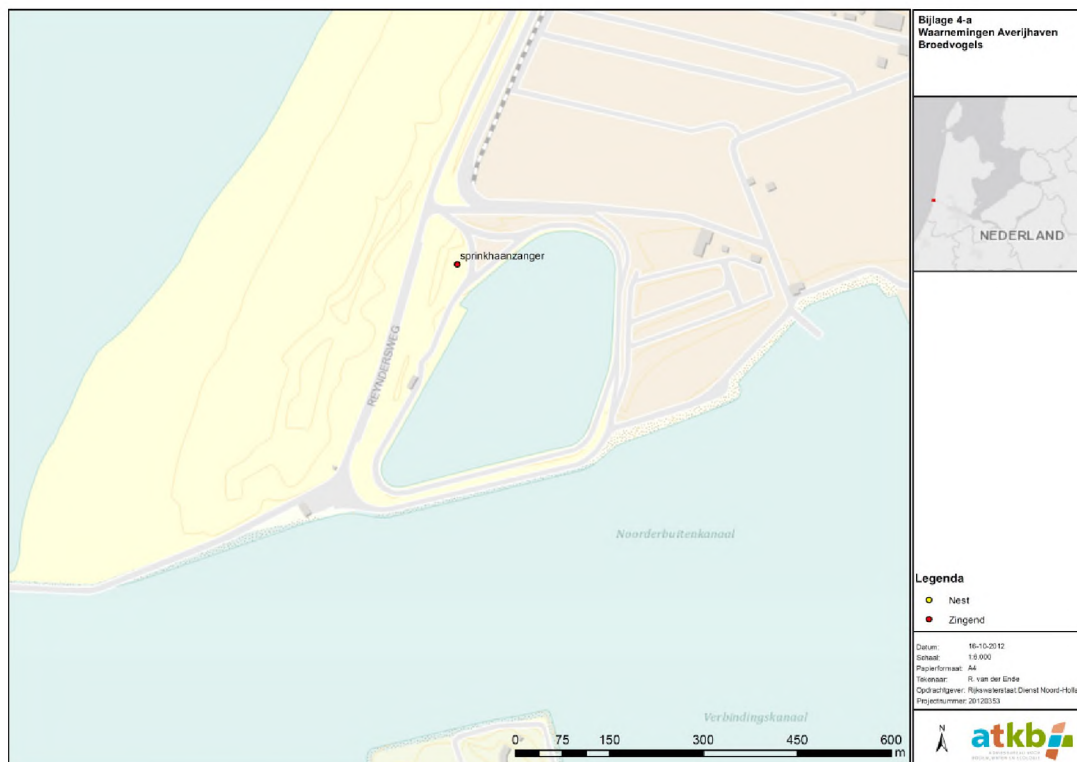 Bijlage 4-a
Waarnemingen Averijhaven
Broedvogels
NEDERLAND
sprinkhaanzanger
REYNDERSWEG
Noorderbuitenkanaal
Verbindingskanaal
Legenda
Nest
Zingend
Datum: 16-10-2012
Schaal: 1:6.000
Papierformaat: A4
Tekenaar: R. van der Ende
Opdrachtgever: Rijkswaterstaat Dienst Noord-Holla
Projectnummer: 20120353
0 75 150 300 450 600
m
N
atkb